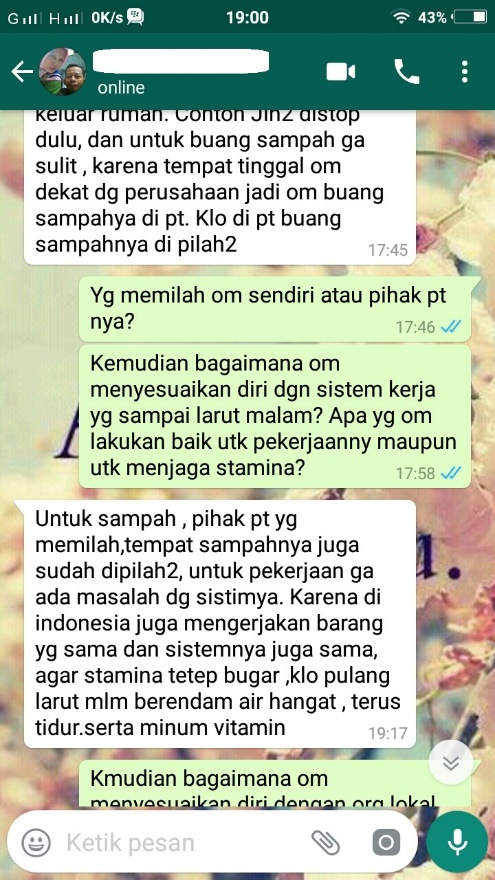 G H 0K/s 19:00 43%
online
keluar rumah. Conton Jln2 distop
dulu, dan untuk buang sampah ga
sulit , karena tempat tinggal om
dekat dg perusahaan jadi om buang
sampahya di pt. Klo di pt buang
sampahnya di pilah2
17:45
Yg memilah om sendiri atau pihak pt
nya?
17:46
Kemudian bagaimana om
menyesuaikan diri dgn sistem kerja
yg sampai larut malam? Apa yg om
lakukan baik utk pekerjaanny maupun
utk menjaga stamina?
17:58
Untuk sampah , pihak pt yg
memilah,tempat sampahnya juga
sudah dipilah2, untuk pekerjaan ga
ada masalah dg sistimya. Karena di
indonesia juga mengerjakan barang
yg sama dan sistemnya juga sama,
agar stamina tetep bugar ,klo pulang
larut mlm berendam air hangat , terus
tidur.serta minum vitamin
19:17
Kmudian bagaimana om
menyesuaikan diri dengan org lokal
Ketik pesan